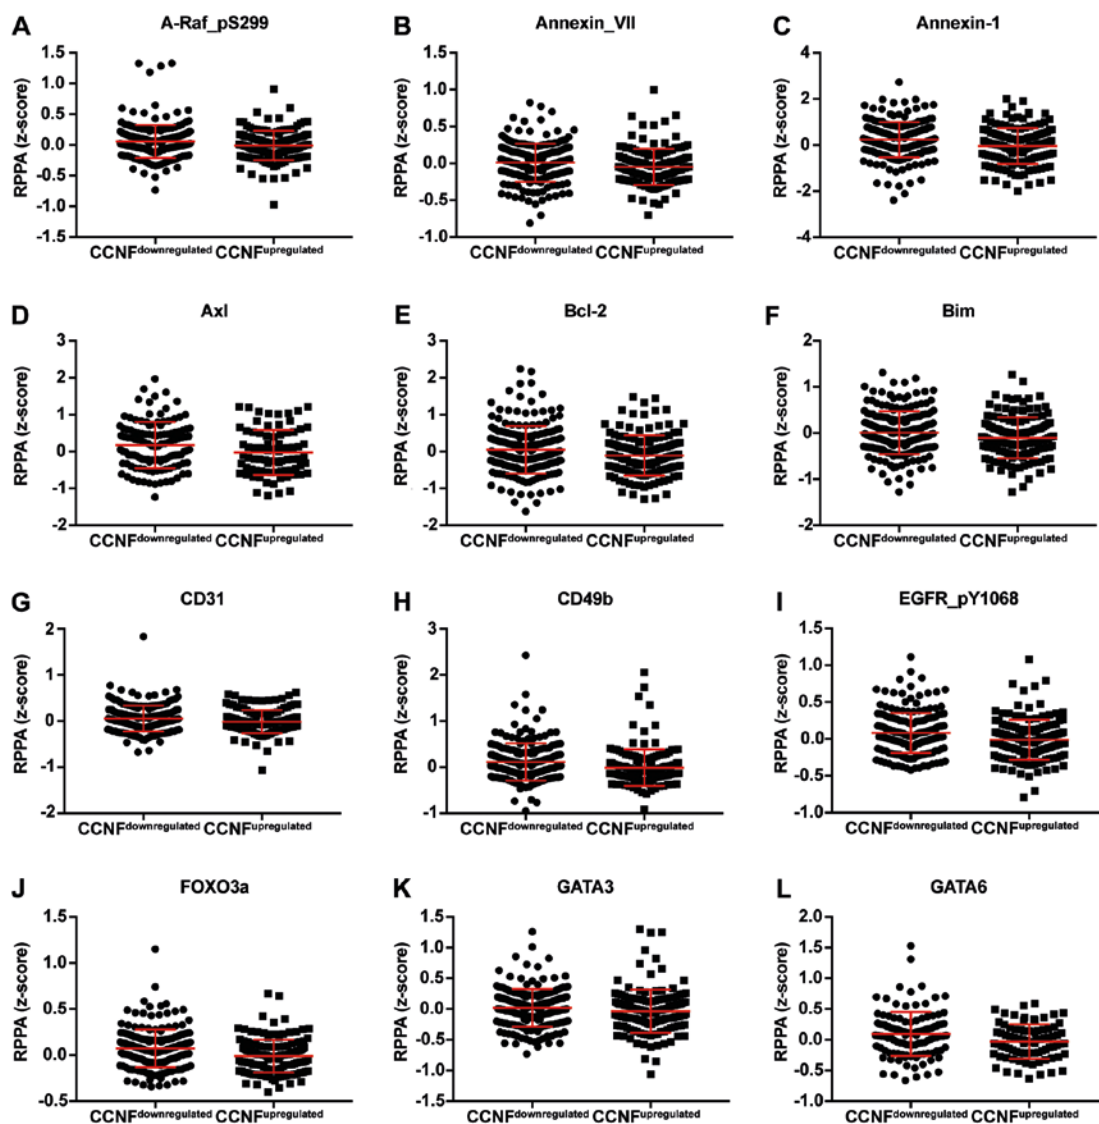 A A-Raf_pS299
RPPA (z-score)
1.5
1.0
0.5
0.0
-0.5
-1.0
-1.5
CCNFdownregulated CCNFupregulated
B Annexin_VII
RPPA (z-score)
1.5
1.0
0.5
0.0
-0.5
-1.0
CCNFdownregulated CCNFupregulated
C Annexin-1
RPPA (z-score)
4
2
0
-2
-4
CCNFdownregulated CCNFupregulated
D Axl
RPPA (z-score)
3
2
1
0
-1
-2
CCNFdownregulated CCNFupregulated
E Bcl-2
RPPA (z-score)
3
2
1
0
-1
-2
CCNFdownregulated CCNFupregulated
F Bim
RPPA (z-score)
2
1
0
-1
-2
CCNFdownregulated CCNFupregulated
G CD31
RPPA (z-score)
2
1
0
-1
-2
CCNFdownregulated CCNFupregulated
H CD49b
RPPA (z-score)
3
2
1
0
-1
CCNFdownregulated CCNFupregulated
I EGFR_pY1068
RPPA (z-score)
1.5
1.0
0.5
0.0
-0.5
-1.0
CCNFdownregulated CCNFupregulated
J FOXO3a
RPPA (z-score)
1.5
1.0
0.5
0.0
-0.5
CCNFdownregulated CCNFupregulated
K GATA3
RPPA (z-score)
1.5
1.0
0.5
0.0
-0.5
-1.0
-1.5
CCNFdownregulated CCNFupregulated
L GATA6
RPPA (z-score)
2.0
1.5
1.0
0.5
0.0
-0.5
-1.0
CCNFdownregulated CCNFupregulated